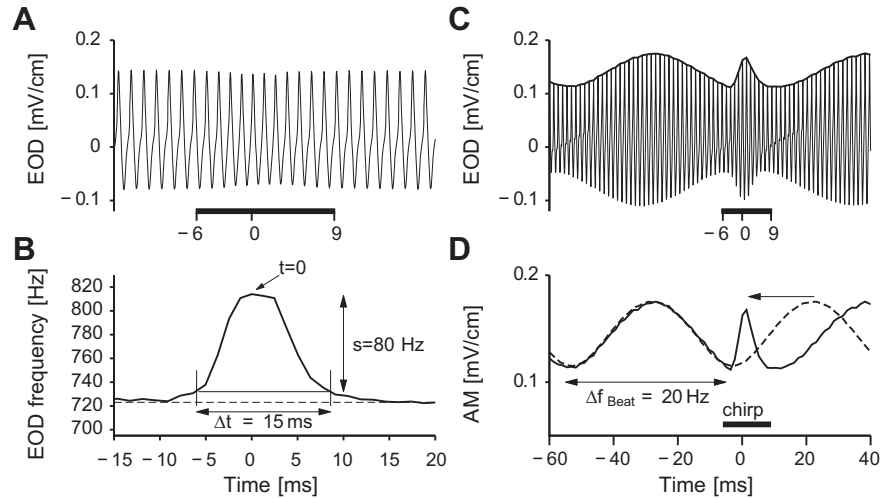 A
EOD [mV/cm]
0.2
0.1
0
−0.1
−6 0 9
B
EOD frequency [Hz]
820
800
780
760
740
720
700
t=0
s=80 Hz
Δt = 15 ms
−15 −10 −5 0 5 10 15 20
Time [ms]
C
EOD [mV/cm]
0.2
0.1
0
−0.1
−6 0 9
D
AM [mV/cm]
0.2
0.1
Δf Beat = 20 Hz
chirp
−60 −40 −20 0 20 40
Time [ms]